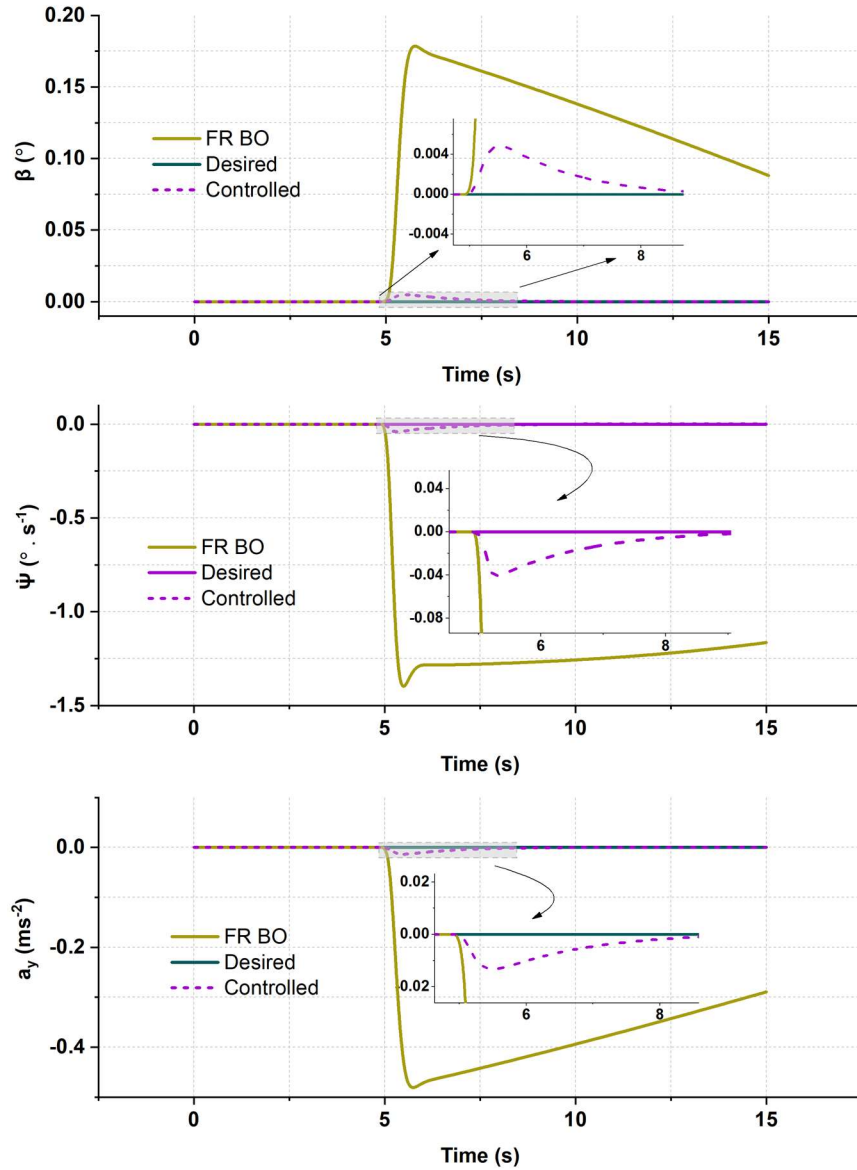 0.20
0.15
0.10
0.05
0.00
β (°)
FR BO
Desired
Controlled
0.004
0.000
-0.004
6 8
0 5 10 15
Time (s)
0.0
-0.5
-1.0
-1.5
Ψ̇ (° . s⁻¹)
FR BO
Desired
Controlled
0.04
0.00
-0.04
-0.08
6 8
0 5 10 15
Time (s)
0.0
-0.2
-0.4
a_y (ms⁻²)
FR BO
Desired
Controlled
0.02
0.00
0.02
6 8
0 5 10 15
Time (s)